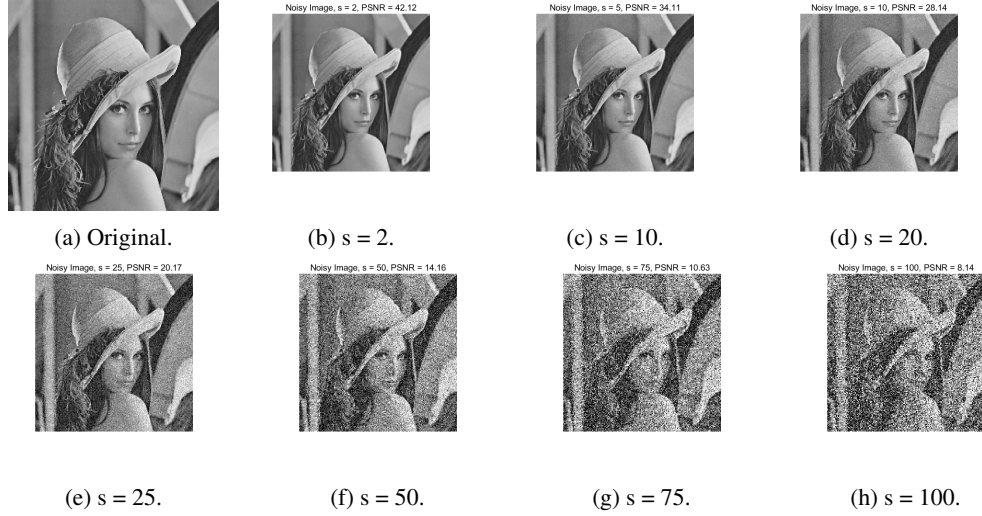 Noisy Image, s = 2, PSNR = 42.12
Noisy Image, s = 5, PSNR = 34.11
Noisy Image, s = 10, PSNR = 28.14
(a) Original.
(b) s = 2.
(c) s = 10.
(d) s = 20.
Noisy Image, s = 25, PSNR = 20.17
Noisy Image, s = 50, PSNR = 14.16
Noisy Image, s = 75, PSNR = 10.63
Noisy Image, s = 100, PSNR = 8.14
(e) s = 25.
(f) s = 50.
(g) s = 75.
(h) s = 100.